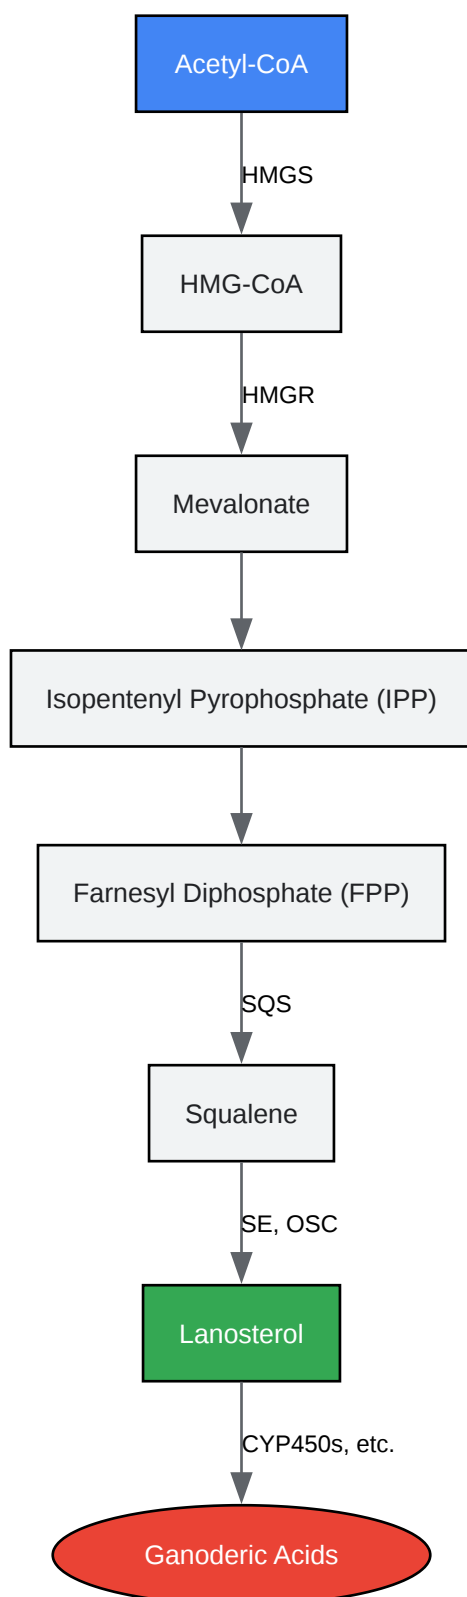 Acetyl-CoA
HMGS
HMG-CoA
HMGR
Mevalonate
Isopentenyl Pyrophosphate (IPP)
Farnesyl Diphosphate (FPP)
SQS
Squalene
SE, OSC
Lanosterol
CYP450s, etc.
Ganoderic Acids